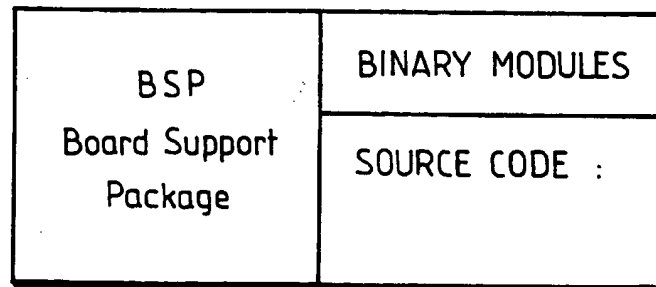 BSP
Board Support
Package
BINARY MODULES
SOURCE CODE :